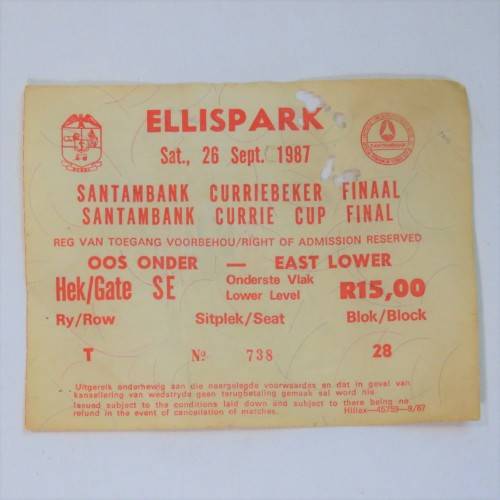 ELLISPARK
Sat., 26 Sept. 1987
SANTAMBANK CURRIEBEKER FINAAL
SANTAMBANK CURRIE CUP FINAL
REG VAN TOEGANG VOORBEHOU/RIGHT OF ADMISSION RESERVED
OOS ONDER — EAST LOWER
Hek/Gate SE Onderste Vlak Lower Level R15,00
Ry/Row Sitplek/Seat Blok/Block
T No 738 28
Uitgereik onderhewig aan die neergelegde voorwaardes en dat in geval van
kansellering van wedstryde geen terugbetaling gemaak sal word nie.
Issued subject to the conditions laid down and subject to there being no
refund in the event of cancellation of matches. Hillex—45759—9/87